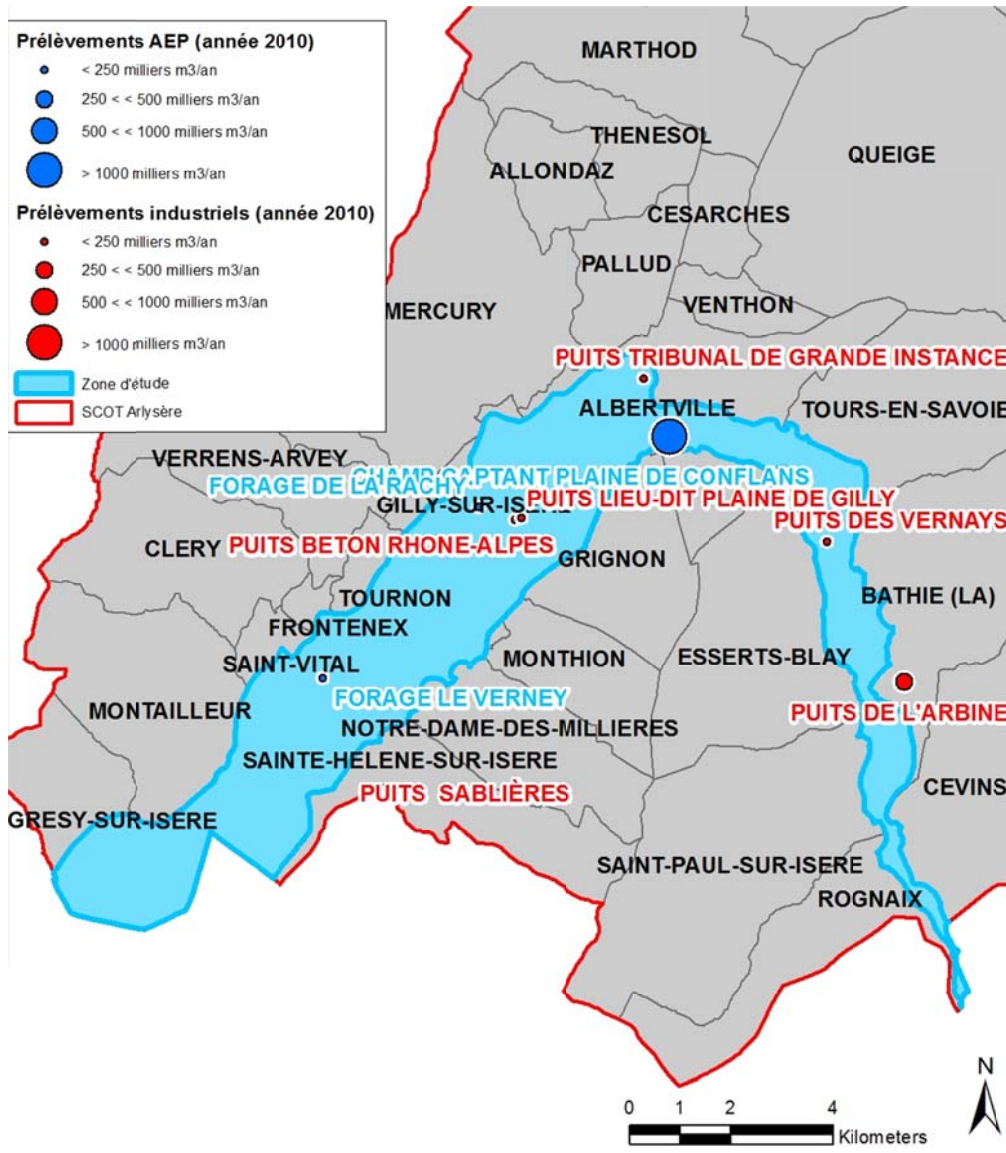 Prélèvements AEP (année 2010)
< 250 milliers m3/an
250 < < 500 milliers m3/an
500 < < 1000 milliers m3/an
> 1000 milliers m3/an
Prélèvements industriels (année 2010)
< 250 milliers m3/an
250 < < 500 milliers m3/an
500 < < 1000 milliers m3/an
> 1000 milliers m3/an
Zone d'étude
SCOT Arlysère
MARTHOD
THENESOL
ALLONDAZ
QUEIGE
CESARCHES
PALLUD
MERCURY
VENTHON
PUITS TRIBUNAL DE GRANDE INSTANCE
ALBERTVILLE
TOURS-EN-SAVOIE
VERRENS-ARVEY
CHAMP CAPTANT PLAINE DE CONFLANS
FORAGE DE LA RACHY
GILLY-SUR-ISERE
PUITS LIEU-DIT PLAINE DE GILLY
PUITS DES VERNAYS
CLERY
PUITS BETON RHONE-ALPES
GRIGNON
TOURNON
BATHIE (LA)
FRONTENEX
SAINT-VITAL
MONTHION
ESSERTS-BLAY
FORAGE LE VERNEY
MONTAILLEUR
PUITS DE L'ARBINE
NOTRE-DAME-DES-MILLIERES
SAINTE-HELENE-SUR-ISERE
PUITS SABLIÈRES
CEVINS
GRESY-SUR-ISERE
SAINT-PAUL-SUR-ISERE
ROGNAIX
N
0 1 2 4
Kilometers